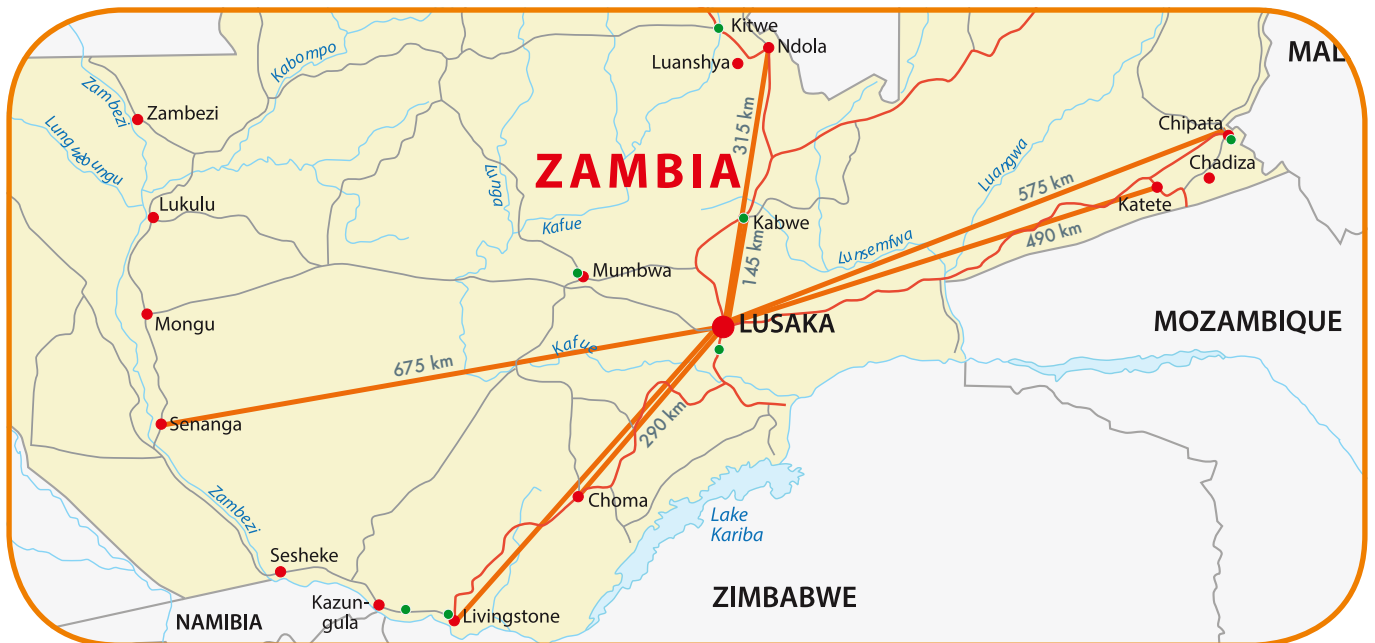 Kitwe
Ndola
Luanshya
MAL
Kabompo
Zambezi
Zambezi
Lungwebungu
315 km
Chipata
Chadiza
ZAMBIA
Lunga
Luangwa
575 km
Katete
490 km
Lukulu
Kafue
Kabwe
Lunsemfwa
145 km
Mumbwa
Mongu
LUSAKA
MOZAMBIQUE
Kafue
675 km
Senanga
290 km
Zambezi
Choma
Lake
Kariba
Sesheke
Kazun-
gula
Livingstone
ZIMBABWE
NAMIBIA